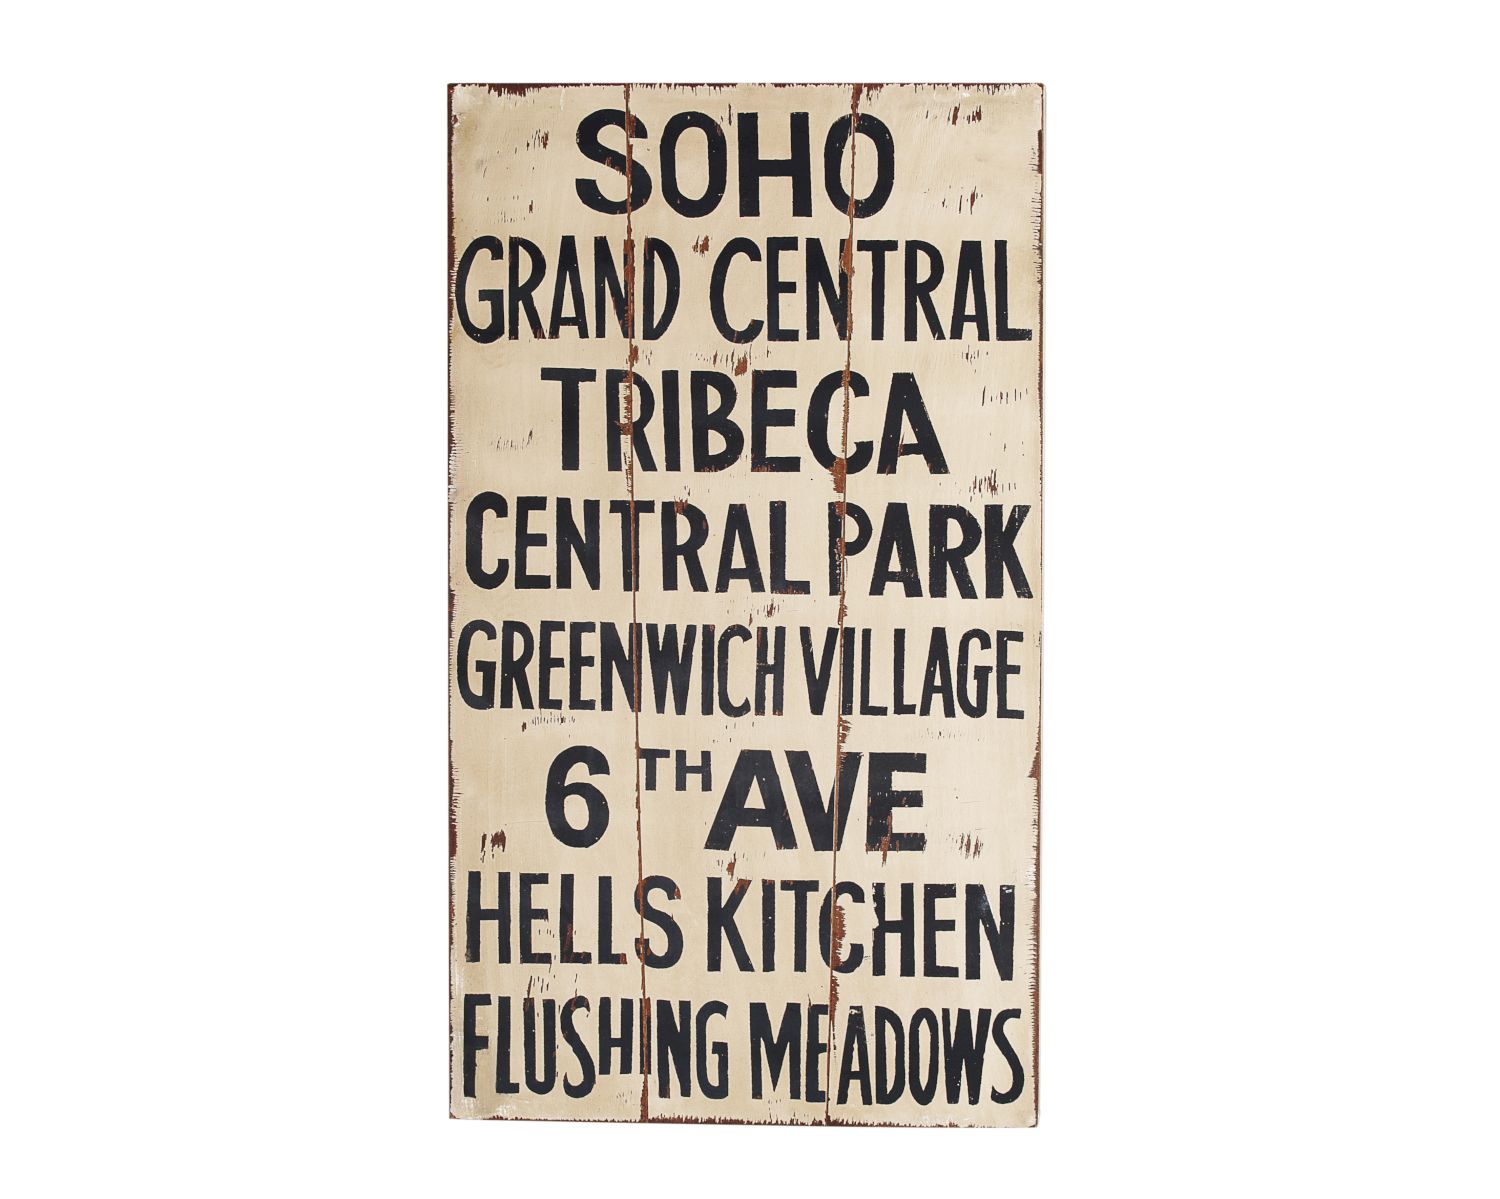 SOHO
GRAND CENTRAL
TRIBECA
CENTRAL PARK
GREENWICH VILLAGE
6TH AVE
HELLS KITCHEN
FLUSHING MEADOWS